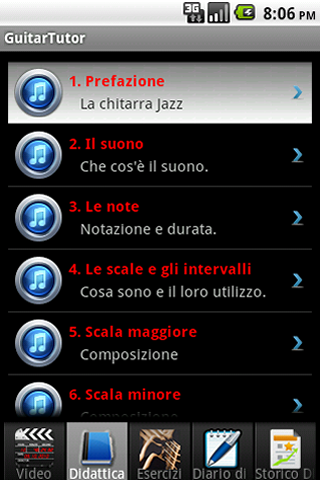 3G
8:06 PM
GuitarTutor
1. Prefazione
La chitarra Jazz
2. Il suono
Che cos'è il suono.
3. Le note
Notazione e durata.
4. Le scale e gli intervalli
Cosa sono e il loro utilizzo.
5. Scala maggiore
Composizione
6. Scala minore
Composizione
Video
Didattica
Esercizi
Diario di
Storico D